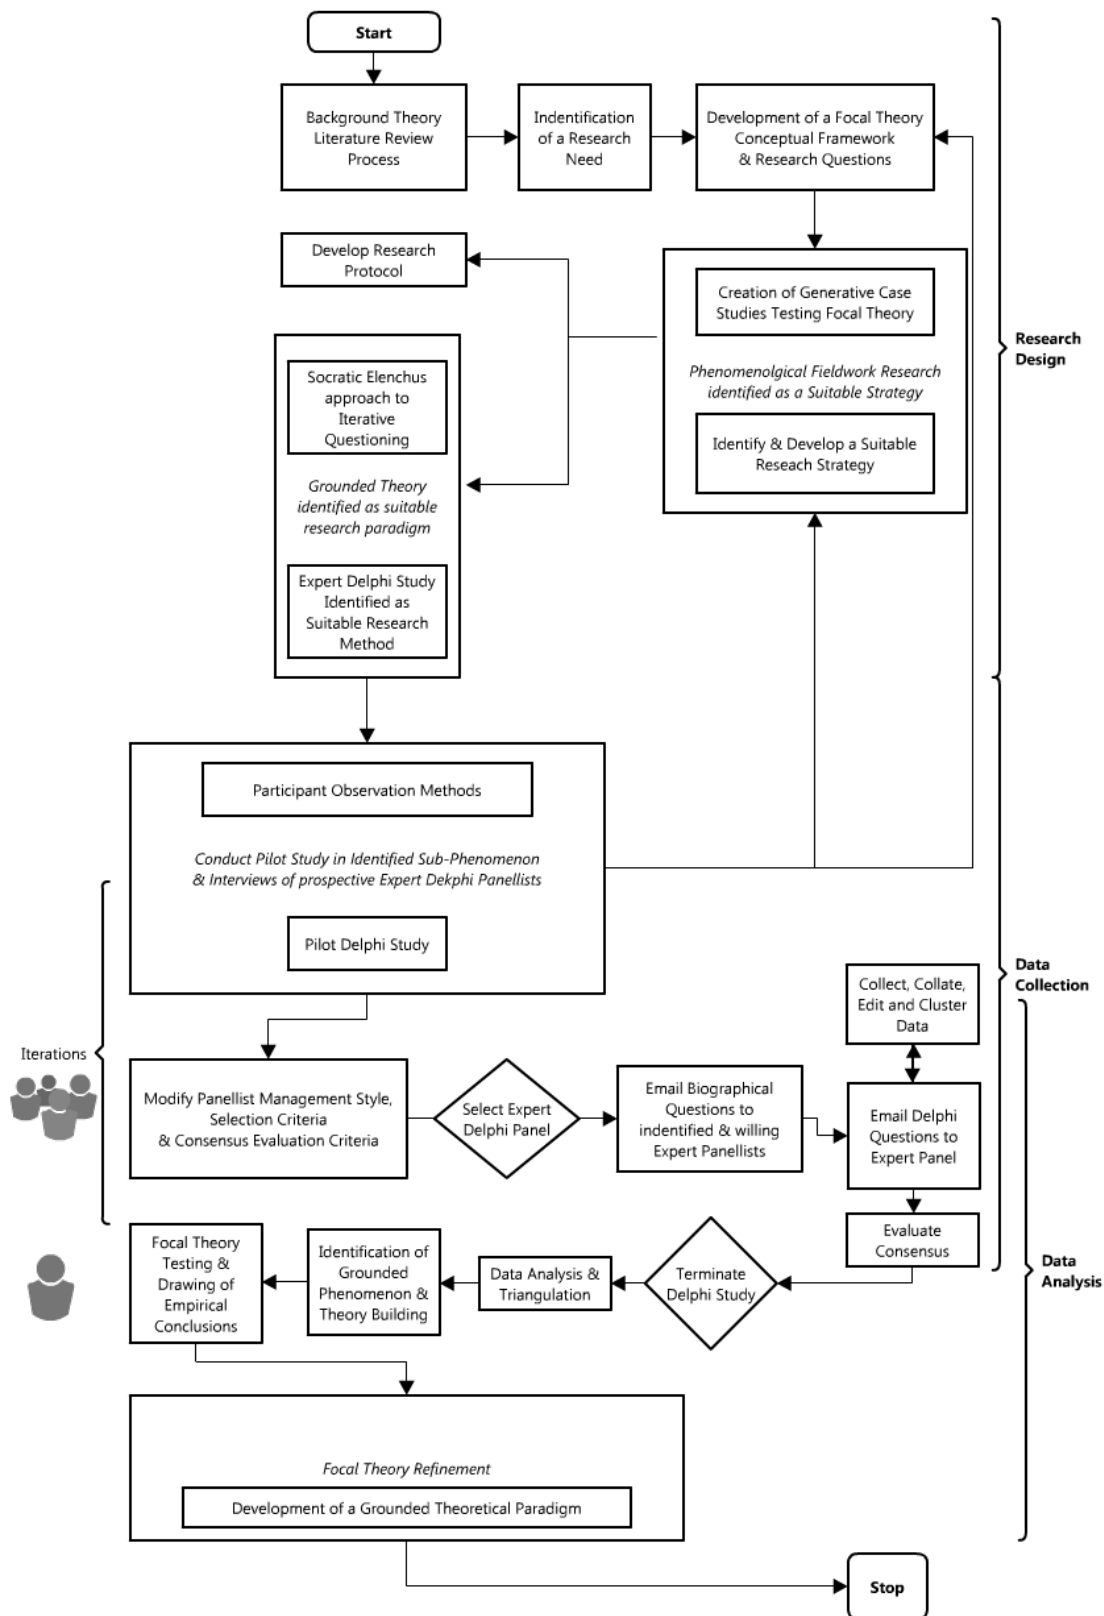 Start
Background Theory
Literature Review
Process
Indentification
of a Research
Need
Development of a Focal Theory
Conceptual Framework
& Research Questions
Develop Research
Protocol
Creation of Generative Case
Studies Testing Focal Theory
Phenomenolgical Fieldwork Research
identified as a Suitable Strategy
Identify & Develop a Suitable
Reseach Strategy
Research
Design
Socratic Elenchus
approach to
Iterative
Questioning
Grounded Theory
identified as suitable
research paradigm
Expert Delphi Study
Identified as
Suitable Research
Method
Participant Observation Methods
Conduct Pilot Study in Identified Sub-Phenomenon
& Interviews of prospective Expert Dekphi Panellists
Pilot Delphi Study
Data
Collection
Collect, Collate,
Edit and Cluster
Data
Iterations
Modify Panellist Management Style,
Selection Criteria
& Consensus Evaluation Criteria
Select Expert
Delphi Panel
Email Biographical
Questions to
indentified & willing
Expert Panellists
Email Delphi
Questions to
Expert Panel
Evaluate
Consensus
Data
Analysis
Terminate
Delphi Study
Data Analysis &
Triangulation
Identification of
Grounded
Phenomenon &
Theory Building
Focal Theory
Testing &
Drawing of
Empirical
Conclusions
Focal Theory Refinement
Development of a Grounded Theoretical Paradigm
Stop